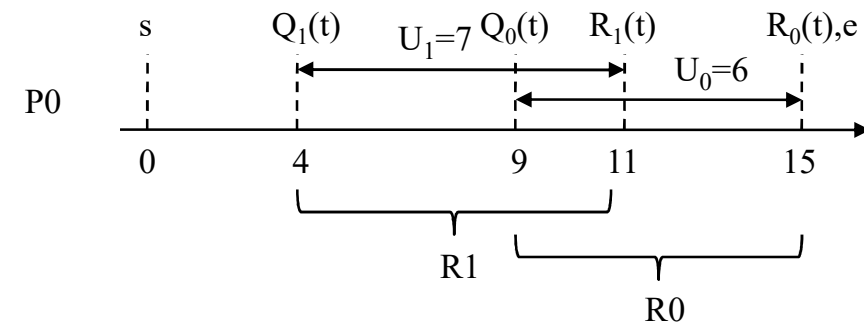 s Q₁(t) Q₀(t) R₁(t) R₀(t),e
U₁=7
U₀=6
P0
0 4 9 11 15
R1
R0